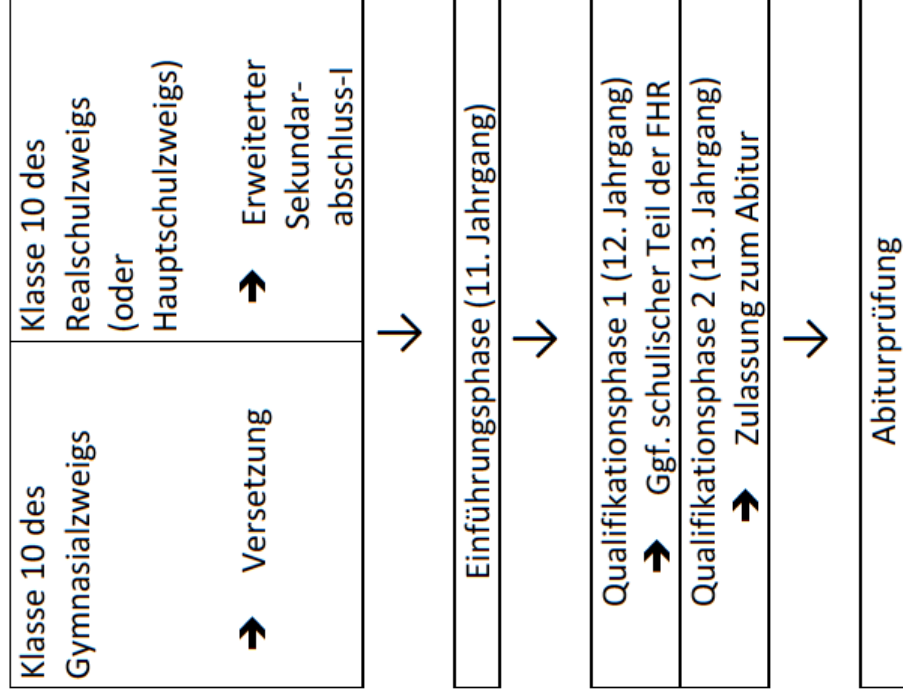 Klasse 10 des
Gymnasialzweigs
➔ Versetzung
Klasse 10 des
Realschulzweigs
(oder
Hauptschulzweigs)
➔ Erweiterter
Sekundar-
abschluss-I
Einführungsphase (11. Jahrgang)
Qualifikationsphase 1 (12. Jahrgang)
➔ Ggf. schulischer Teil der FHR
Qualifikationsphase 2 (13. Jahrgang)
➔ Zulassung zum Abitur
Abiturprüfung